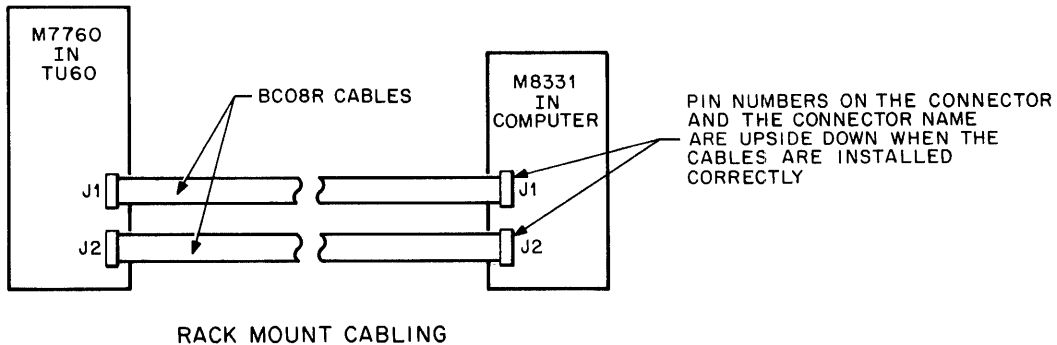 M7760
IN
TU60
BC08R CABLES
M8331
IN
COMPUTER
PIN NUMBERS ON THE CONNECTOR
AND THE CONNECTOR NAME
ARE UPSIDE DOWN WHEN THE
CABLES ARE INSTALLED
CORRECTLY
J1
J1
J2
J2
RACK MOUNT CABLING